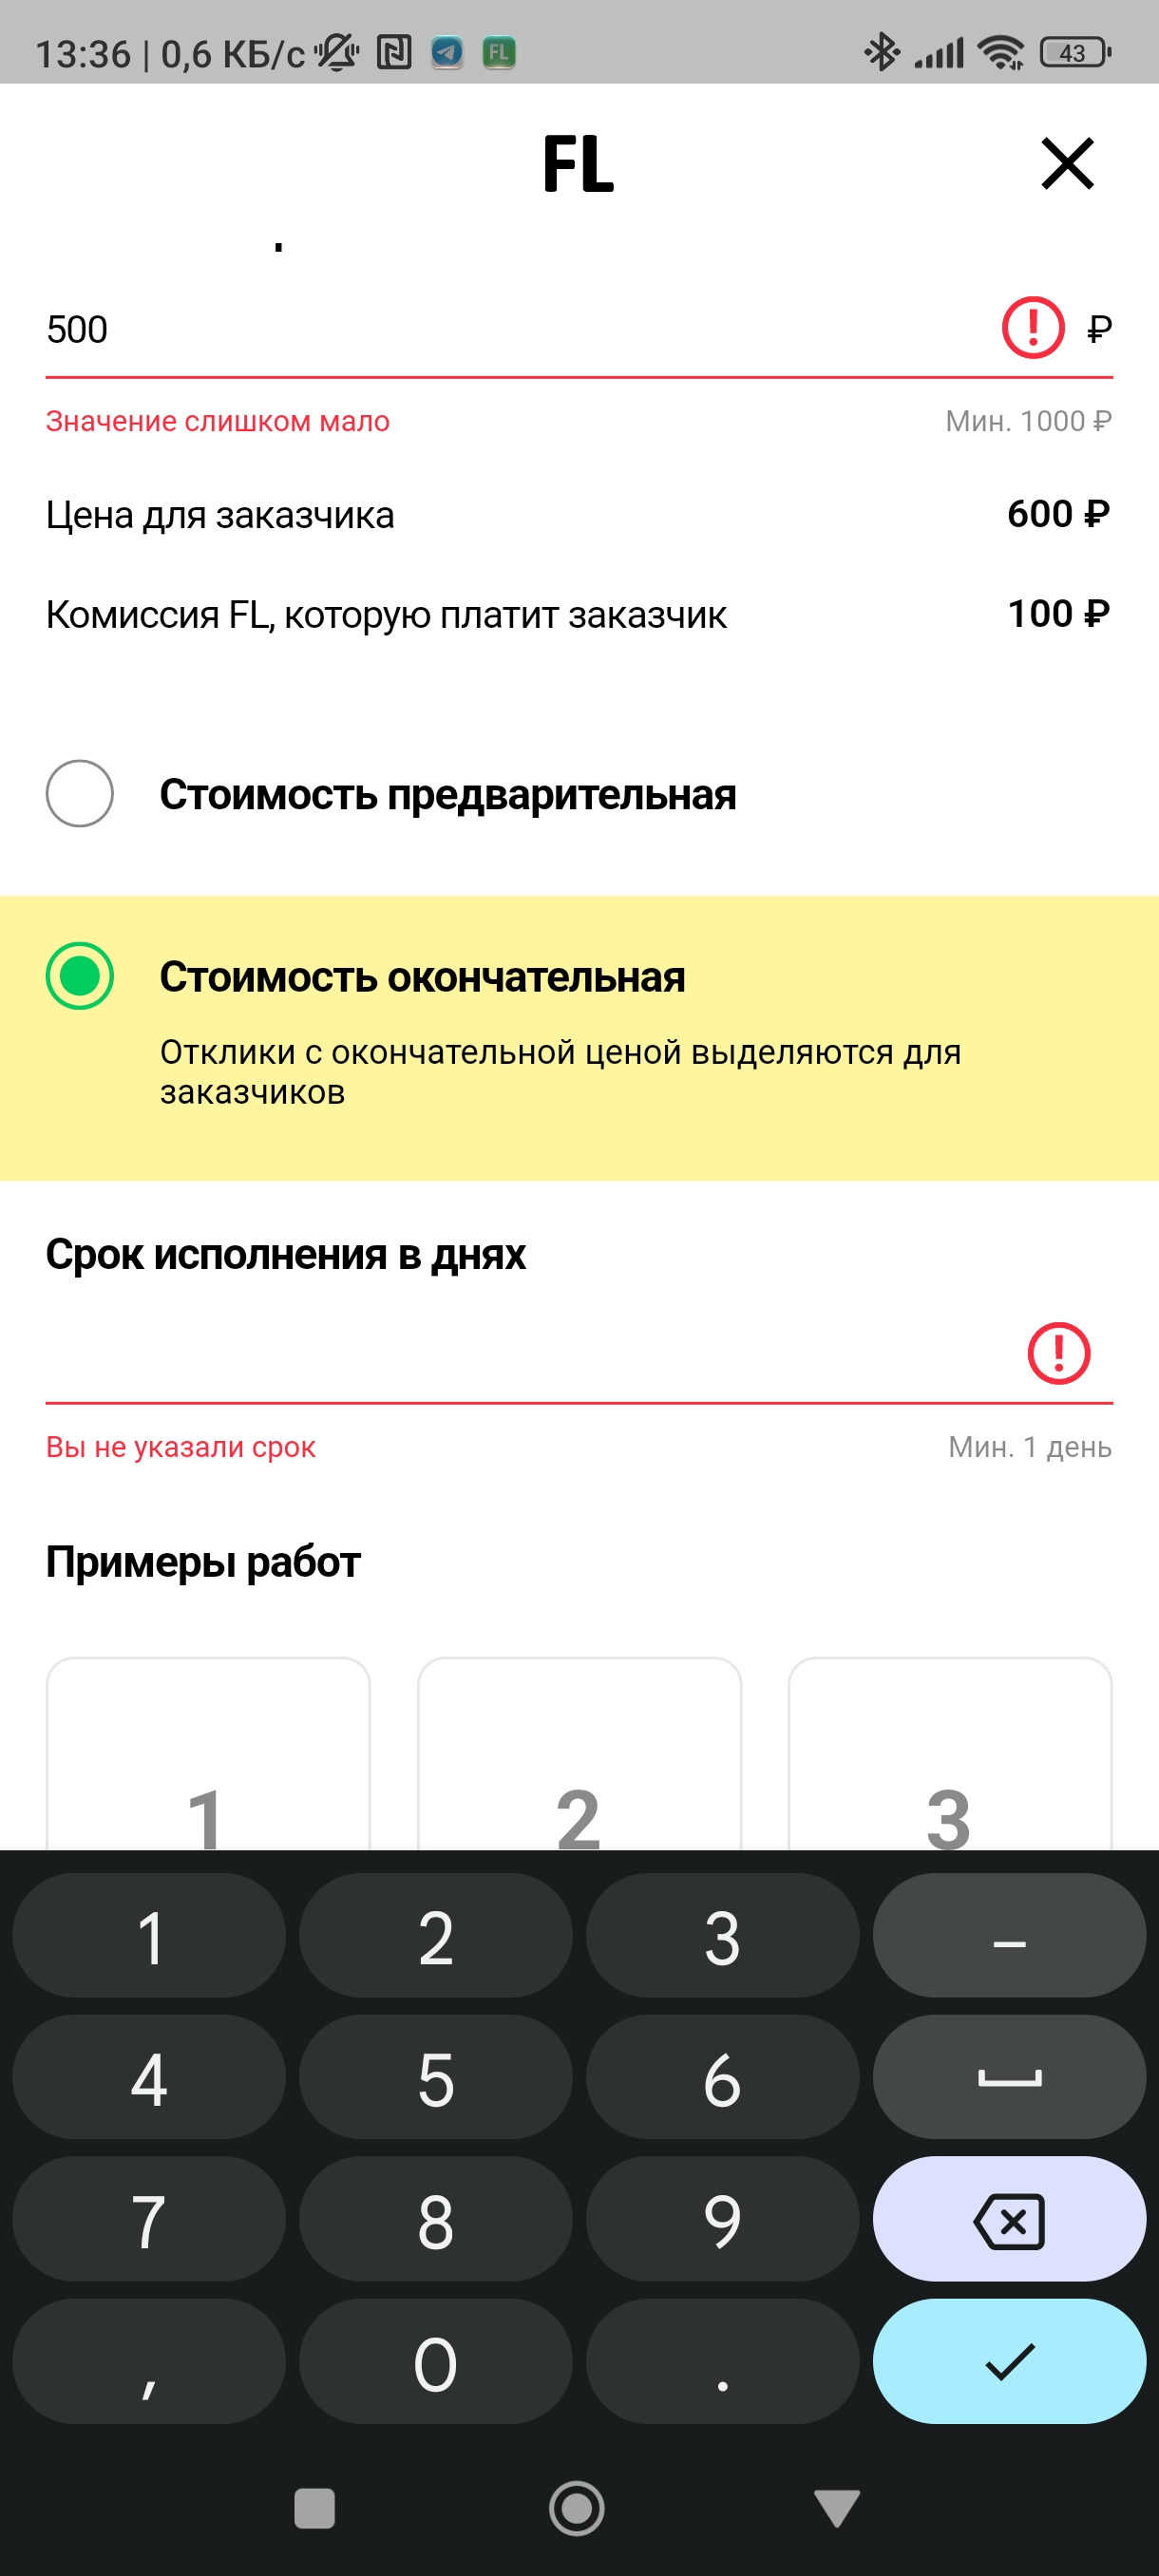 13:36 | 0,6 КБ/с FL 43
FL
500 ₽
Значение слишком мало Мин. 1000 ₽
Цена для заказчика 600 ₽
Комиссия FL, которую платит заказчик 100 ₽
Стоимость предварительная
Стоимость окончательная
Отклики с окончательной ценой выделяются для
заказчиков
Срок исполнения в днях
Вы не указали срок Мин. 1 день
Примеры работ
1 2 3
1 2 3 –
4 5 6
7 8 9
, 0 .